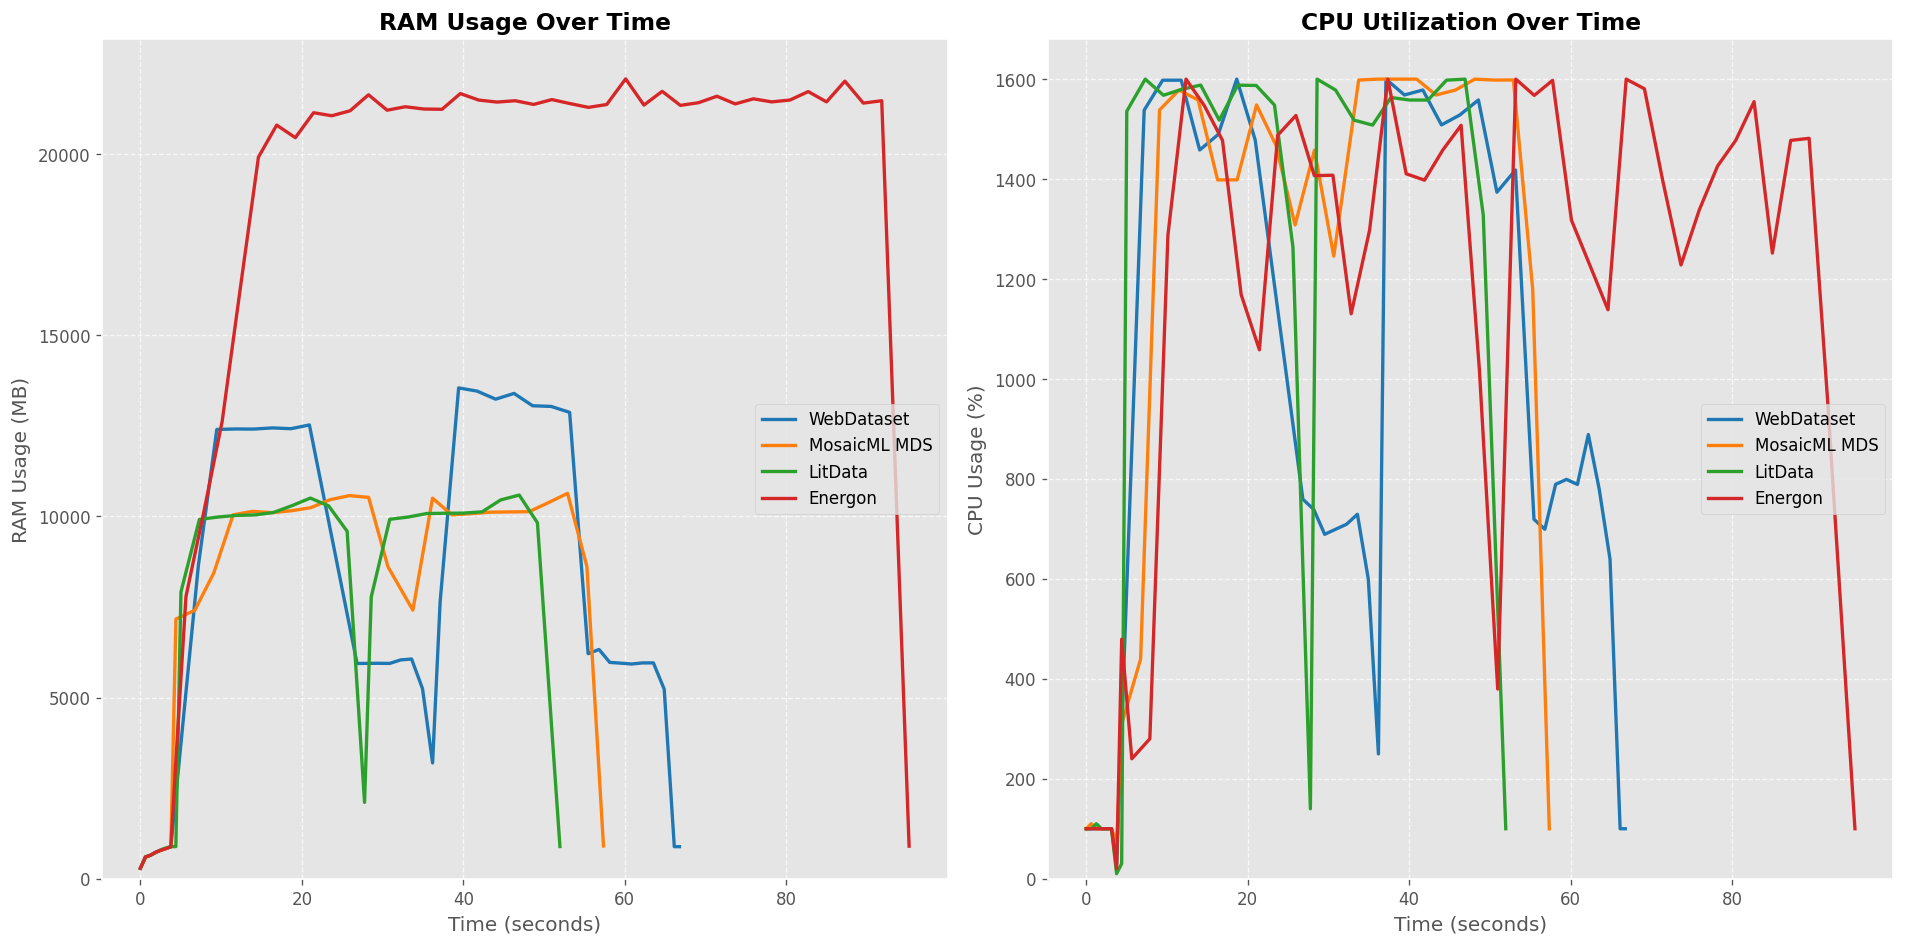 RAM Usage Over Time
RAM Usage (MB)
20000
15000
10000
5000
0
0 20 40 60 80
Time (seconds)
WebDataset
MosaicML MDS
LitData
Energon
CPU Utilization Over Time
CPU Usage (%)
1600
1400
1200
1000
800
600
400
200
0
0 20 40 60 80
Time (seconds)
WebDataset
MosaicML MDS
LitData
Energon